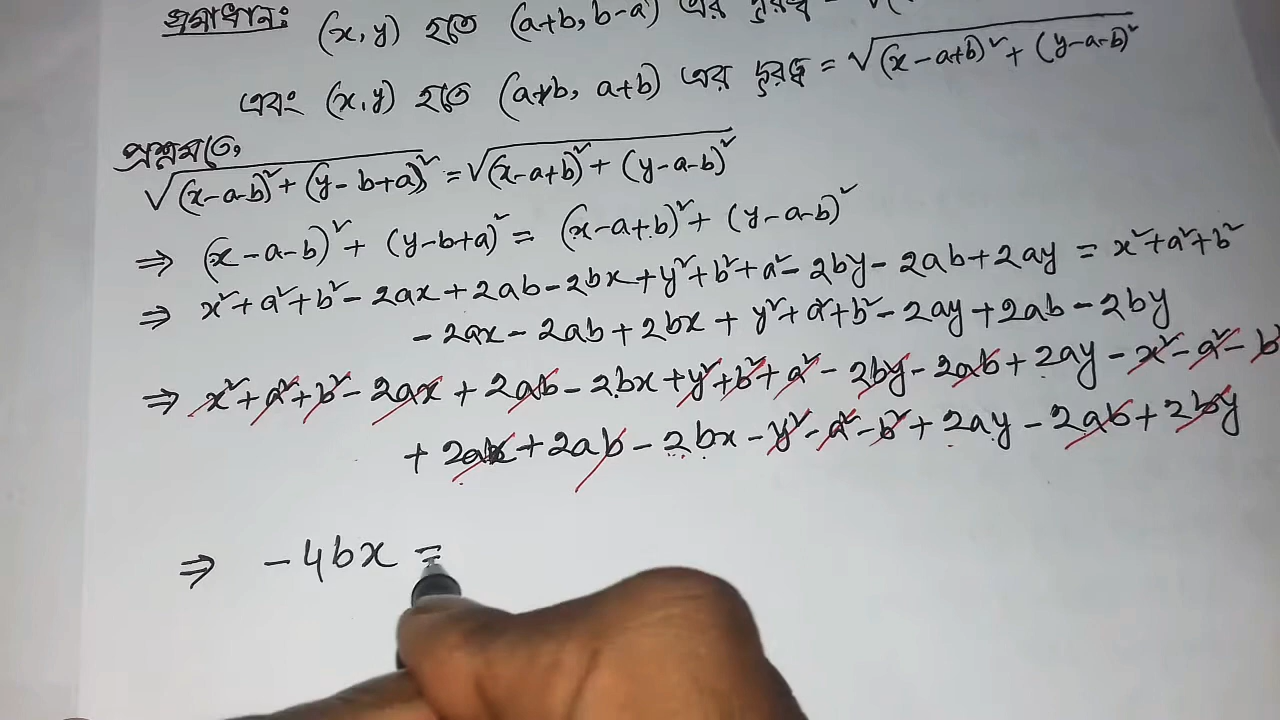 সমাধানঃ (x,y) হতে (a+b, b-a) এর দূরত্ব = √(
এবং (x,y) হতে (a-b, a+b) এর দূরত্ব = √(x-a+b)²+(y-a-b)²
প্রশ্নমতে,
√(x-a-b)²+(y-b+a)² = √(x-a+b)²+(y-a-b)²
⇒ (x-a-b)²+(y-b+a)² = (x-a+b)²+(y-a-b)²
⇒ x²+a²+b²-2ax+2ab-2bx+y²+b²+a²-2by-2ab+2ay = x²+a²+b²
-2ax-2ab+2bx+y²+a²+b²-2ay+2ab-2by
⇒ x²+a²+b²-2ax+2ab-2bx+y²+b²+a²-2by-2ab+2ay-x²-a²-b
+2ax+2ab-2bx-y²-a²-b²+2ay-2ab+2by
⇒ -4bx =